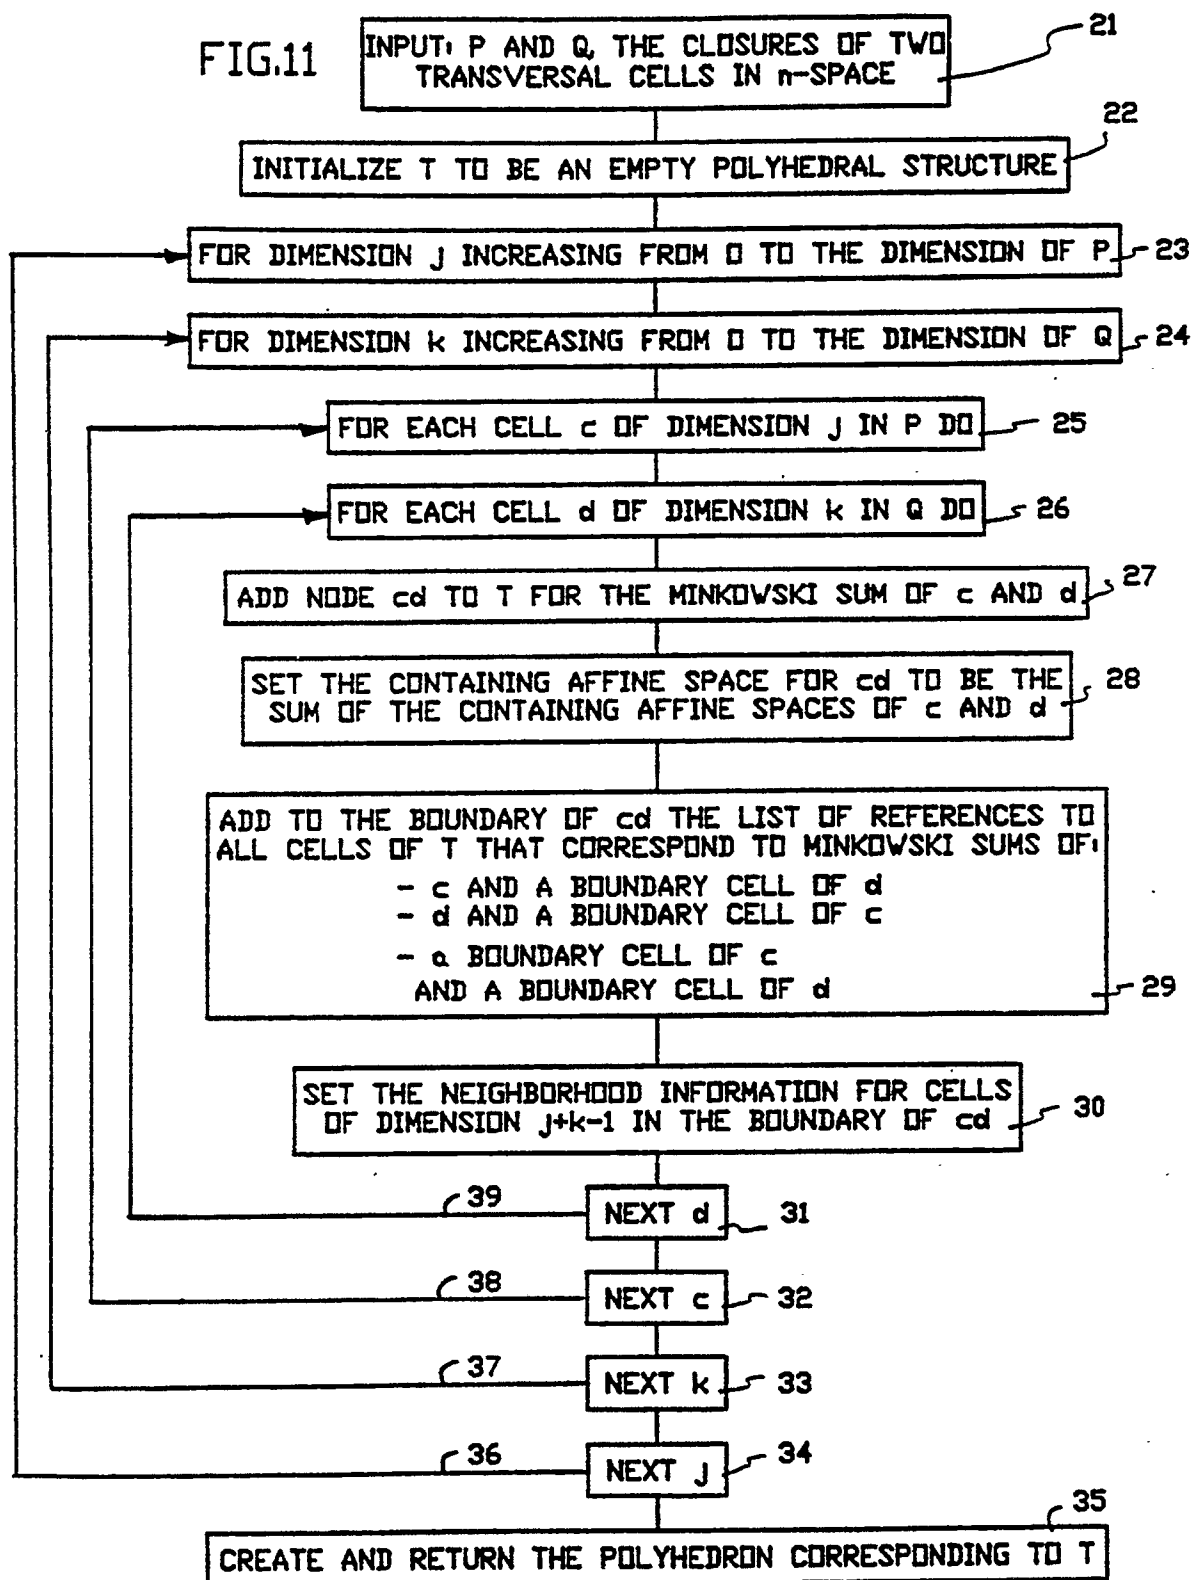 FIG.11
INPUT: P AND Q, THE CLOSURES OF TWO
TRANSVERSAL CELLS IN n-SPACE
21
22
INITIALIZE T TO BE AN EMPTY POLYHEDRAL STRUCTURE
FOR DIMENSION j INCREASING FROM 0 TO THE DIMENSION OF P
23
FOR DIMENSION k INCREASING FROM 0 TO THE DIMENSION OF Q
24
FOR EACH CELL c OF DIMENSION j IN P DO
25
FOR EACH CELL d OF DIMENSION k IN Q DO
26
ADD NODE cd TO T FOR THE MINKOWSKI SUM OF c AND d
27
SET THE CONTAINING AFFINE SPACE FOR cd TO BE THE
SUM OF THE CONTAINING AFFINE SPACES OF c AND d
28
ADD TO THE BOUNDARY OF cd THE LIST OF REFERENCES TO
ALL CELLS OF T THAT CORRESPOND TO MINKOWSKI SUMS OF:
- c AND A BOUNDARY CELL OF d
- d AND A BOUNDARY CELL OF c
- a BOUNDARY CELL OF c
AND A BOUNDARY CELL OF d
29
SET THE NEIGHBORHOOD INFORMATION FOR CELLS
OF DIMENSION j+k-1 IN THE BOUNDARY OF cd
30
39
NEXT d
31
38
NEXT c
32
37
NEXT k
33
36
NEXT j
34
35
CREATE AND RETURN THE POLYHEDRON CORRESPONDING TO T